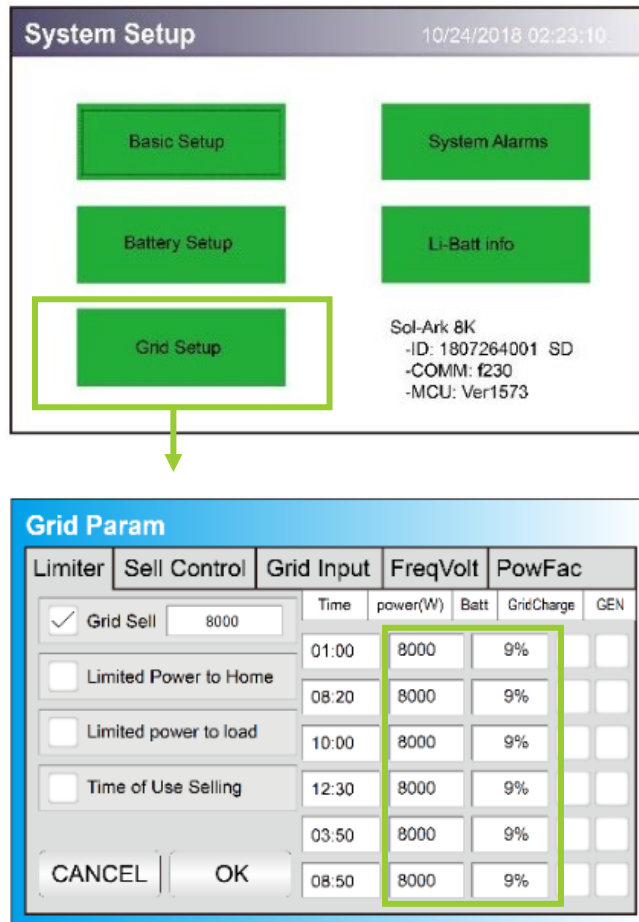 System Setup 10/24/2018 02:23:10
Basic Setup System Alarms
Battery Setup Li-Batt info
Grid Setup
Sol-Ark 8K
-ID: 1807264001 SD
-COMM: f230
-MCU: Ver1573
Grid Param
Limiter Sell Control Grid Input FreqVolt PowFac
Time power(W) Batt GridCharge GEN
Grid Sell 8000
01:00 8000 9%
Limited Power to Home
08:20 8000 9%
Limited power to load
10:00 8000 9%
Time of Use Selling
12:30 8000 9%
03:50 8000 9%
CANCEL OK
08:50 8000 9%